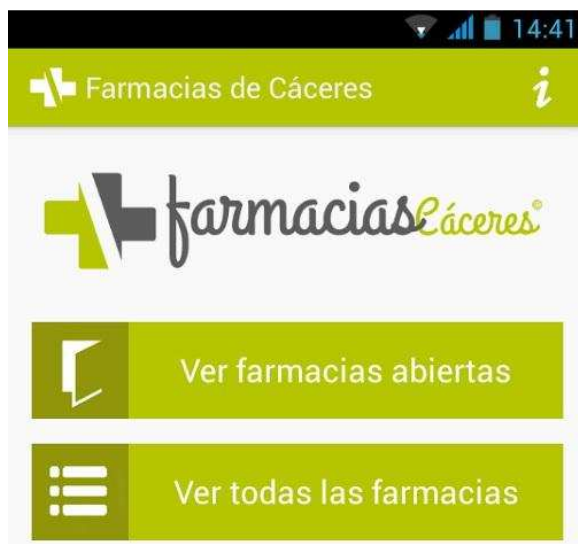 14:41
Farmacias de Cáceres i
farmacias Cáceres©
Ver farmacias abiertas
Ver todas las farmacias